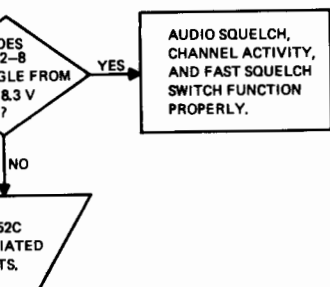 OES
2–8
GLE FROM
8.3 V
?
YES
AUDIO SQUELCH,
CHANNEL ACTIVITY,
AND FAST SQUELCH
SWITCH FUNCTION
PROPERLY.
NO
52C
IATED
TS.